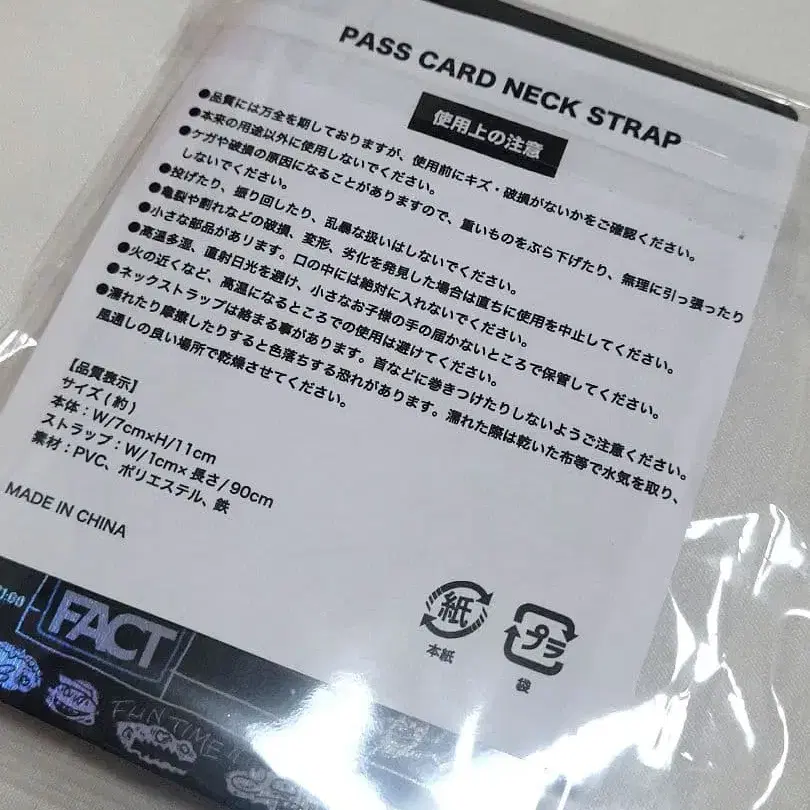 PASS CARD NECK STRAP
使用上の注意
●品質には万全を期しておりますが、使用前にキズ・破損がないかをご確認ください。
●本来の用途以外に使用しないでください。
●ケガや破損の原因になることがありますので、重いものをぶら下げたり、無理に引っ張ったり
しないでください。
●投げたり、振り回したり、乱暴な扱いはしないでください。
●亀裂や割れなどの破損、変形、劣化を発見した場合は直ちに使用を中止してください。
●小さな部品があります。口の中には絶対に入れないでください。
●高温多湿、直射日光を避け、小さなお子様の手の届かないところで保管してください。
●火の近くなど、高温になるところでの使用は避けてください。
●ネックストラップは絡まる事があります。首などに巻きつけたりしないようご注意ください。
●濡れたり摩擦したりすると色落ちする恐れがあります。濡れた際は乾いた布等で水気を取り、
風通しの良い場所で乾燥させてください。
【品質表示】
サイズ(約)
本体：W/7cm×H/11cm
ストラップ：W/1cm×長さ/90cm
素材：PVC、ポリエステル、鉄
MADE IN CHINA
紙
本紙
プラ
袋
FACT
FUN TIME